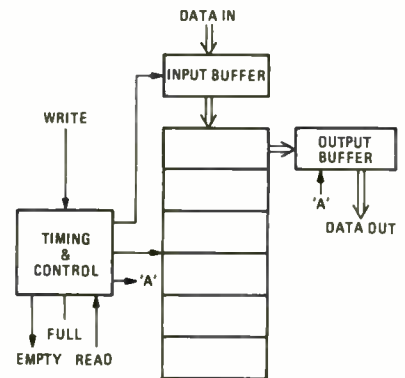 DATA IN
INPUT BUFFER
WRITE
OUTPUT
BUFFER
'A'
DATA OUT
TIMING
&
CONTROL
'A'
FULL
EMPTY READ